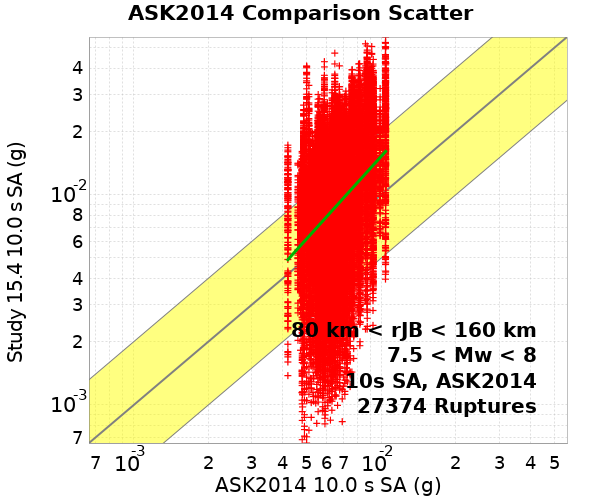 ASK2014 Comparison Scatter
Study 15.4 10.0 s SA (g)
4
3
2
10-2
8
6
4
3
2
10-3
7
80 km < rJB < 160 km
7.5 < Mw < 8
10s SA, ASK2014
27374 Ruptures
7 10-3 2 3 4 5 6 7 10-2 2 3 4 5
ASK2014 10.0 s SA (g)